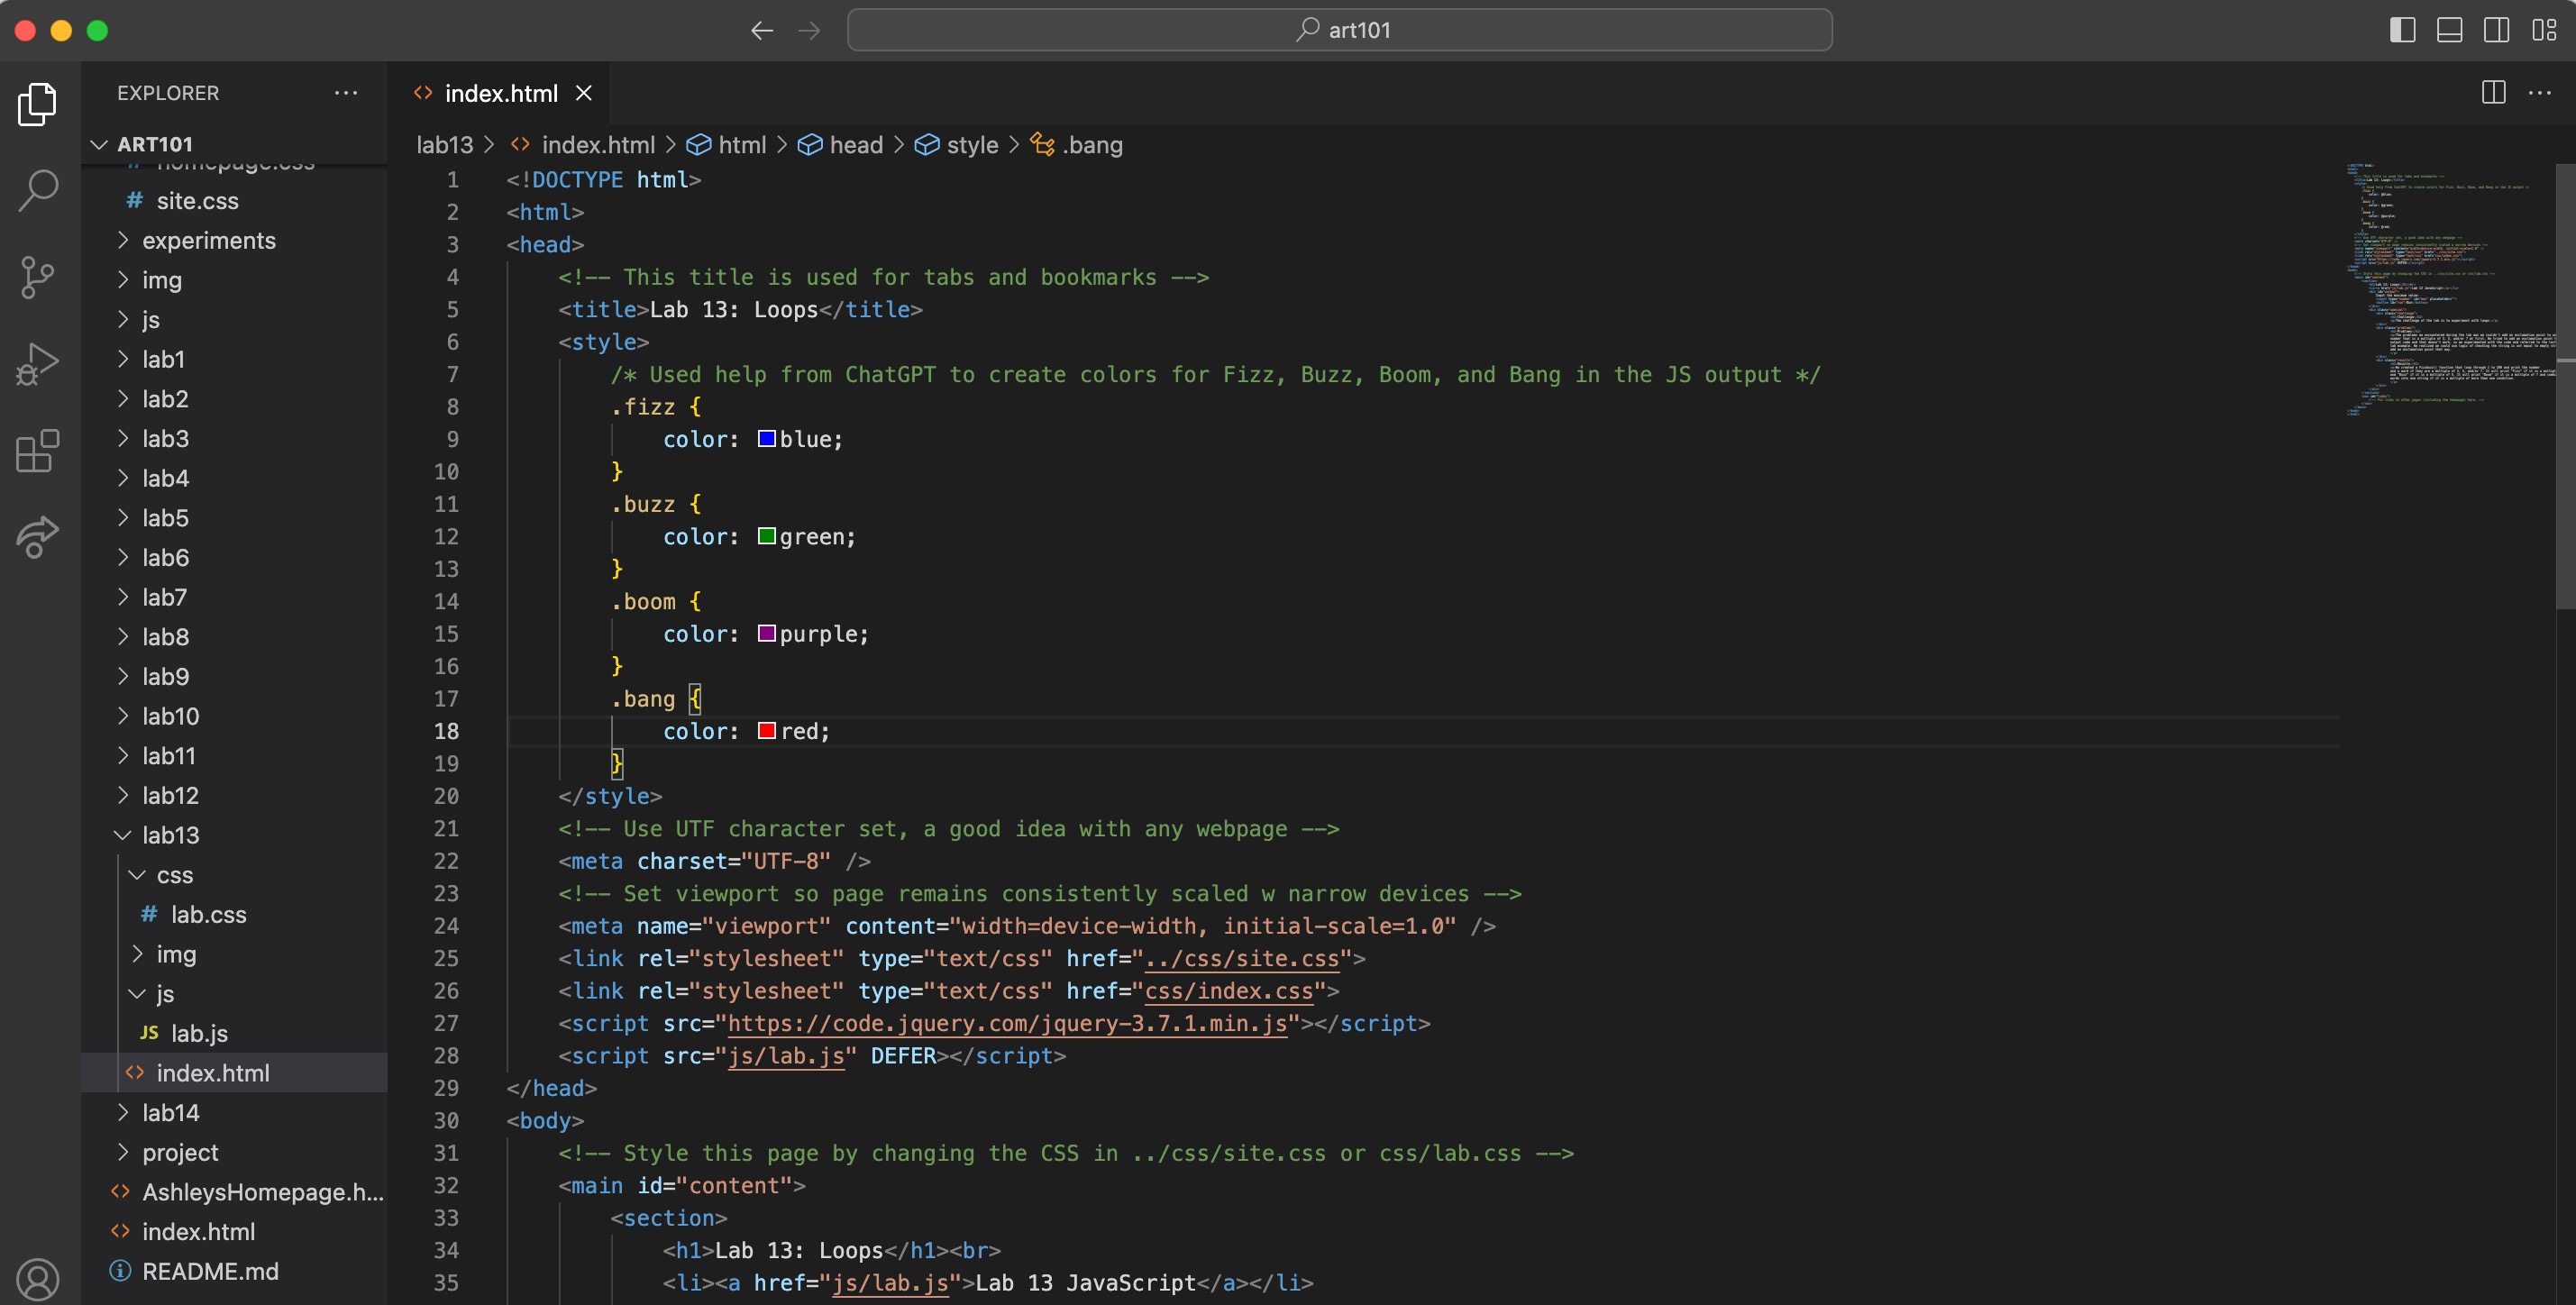 art101
EXPLORER
ART101
homepage.css
site.css
experiments
img
js
lab1
lab2
lab3
lab4
lab5
lab6
lab7
lab8
lab9
lab10
lab11
lab12
lab13
css
lab.css
img
js
JS lab.js
index.html
lab14
project
AshleysHomepage.h...
index.html
README.md
index.html
lab13 > index.html > html > head > style > .bang
1 <!DOCTYPE html>
2 <html>
3 <head>
4 <!-- This title is used for tabs and bookmarks -->
5 <title>Lab 13: Loops</title>
6 <style>
7 /* Used help from ChatGPT to create colors for Fizz, Buzz, Boom, and Bang in the JS output */
8 .fizz {
9 color: blue;
10 }
11 .buzz {
12 color: green;
13 }
14 .boom {
15 color: purple;
16 }
17 .bang {
18 color: red;
19 }
20 </style>
21 <!-- Use UTF character set, a good idea with any webpage -->
22 <meta charset="UTF-8" />
23 <!-- Set viewport so page remains consistently scaled w narrow devices -->
24 <meta name="viewport" content="width=device-width, initial-scale=1.0" />
25 <link rel="stylesheet" type="text/css" href="../css/site.css">
26 <link rel="stylesheet" type="text/css" href="css/index.css">
27 <script src="https://code.jquery.com/jquery-3.7.1.min.js"></script>
28 <script src="js/lab.js" DEFER></script>
29 </head>
30 <body>
31 <!-- Style this page by changing the CSS in ../css/site.css or css/lab.css -->
32 <main id="content">
33 <section>
34 <h1>Lab 13: Loops</h1><br>
35 <li><a href="js/lab.js">Lab 13 JavaScript</a></li>